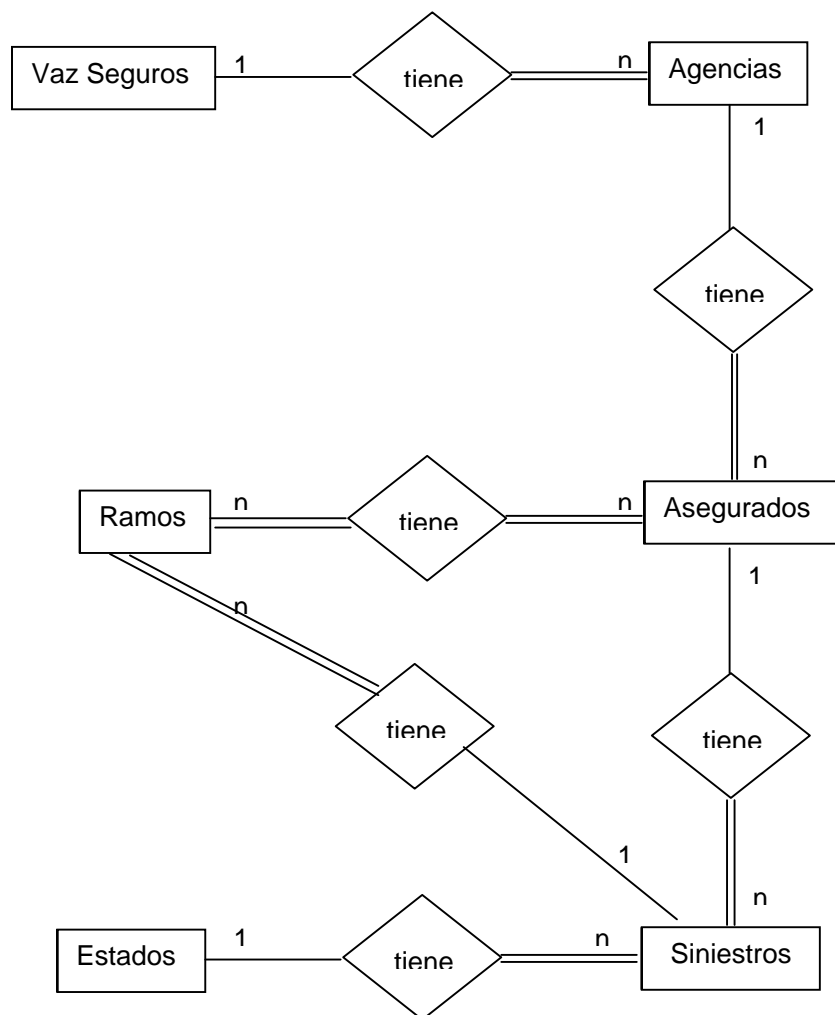 Vaz Seguros
1
tiene
n
Agencias
1
tiene
n
Ramos
n
tiene
n
Asegurados
n
1
tiene
tiene
1
n
Estados
1
tiene
n
Siniestros